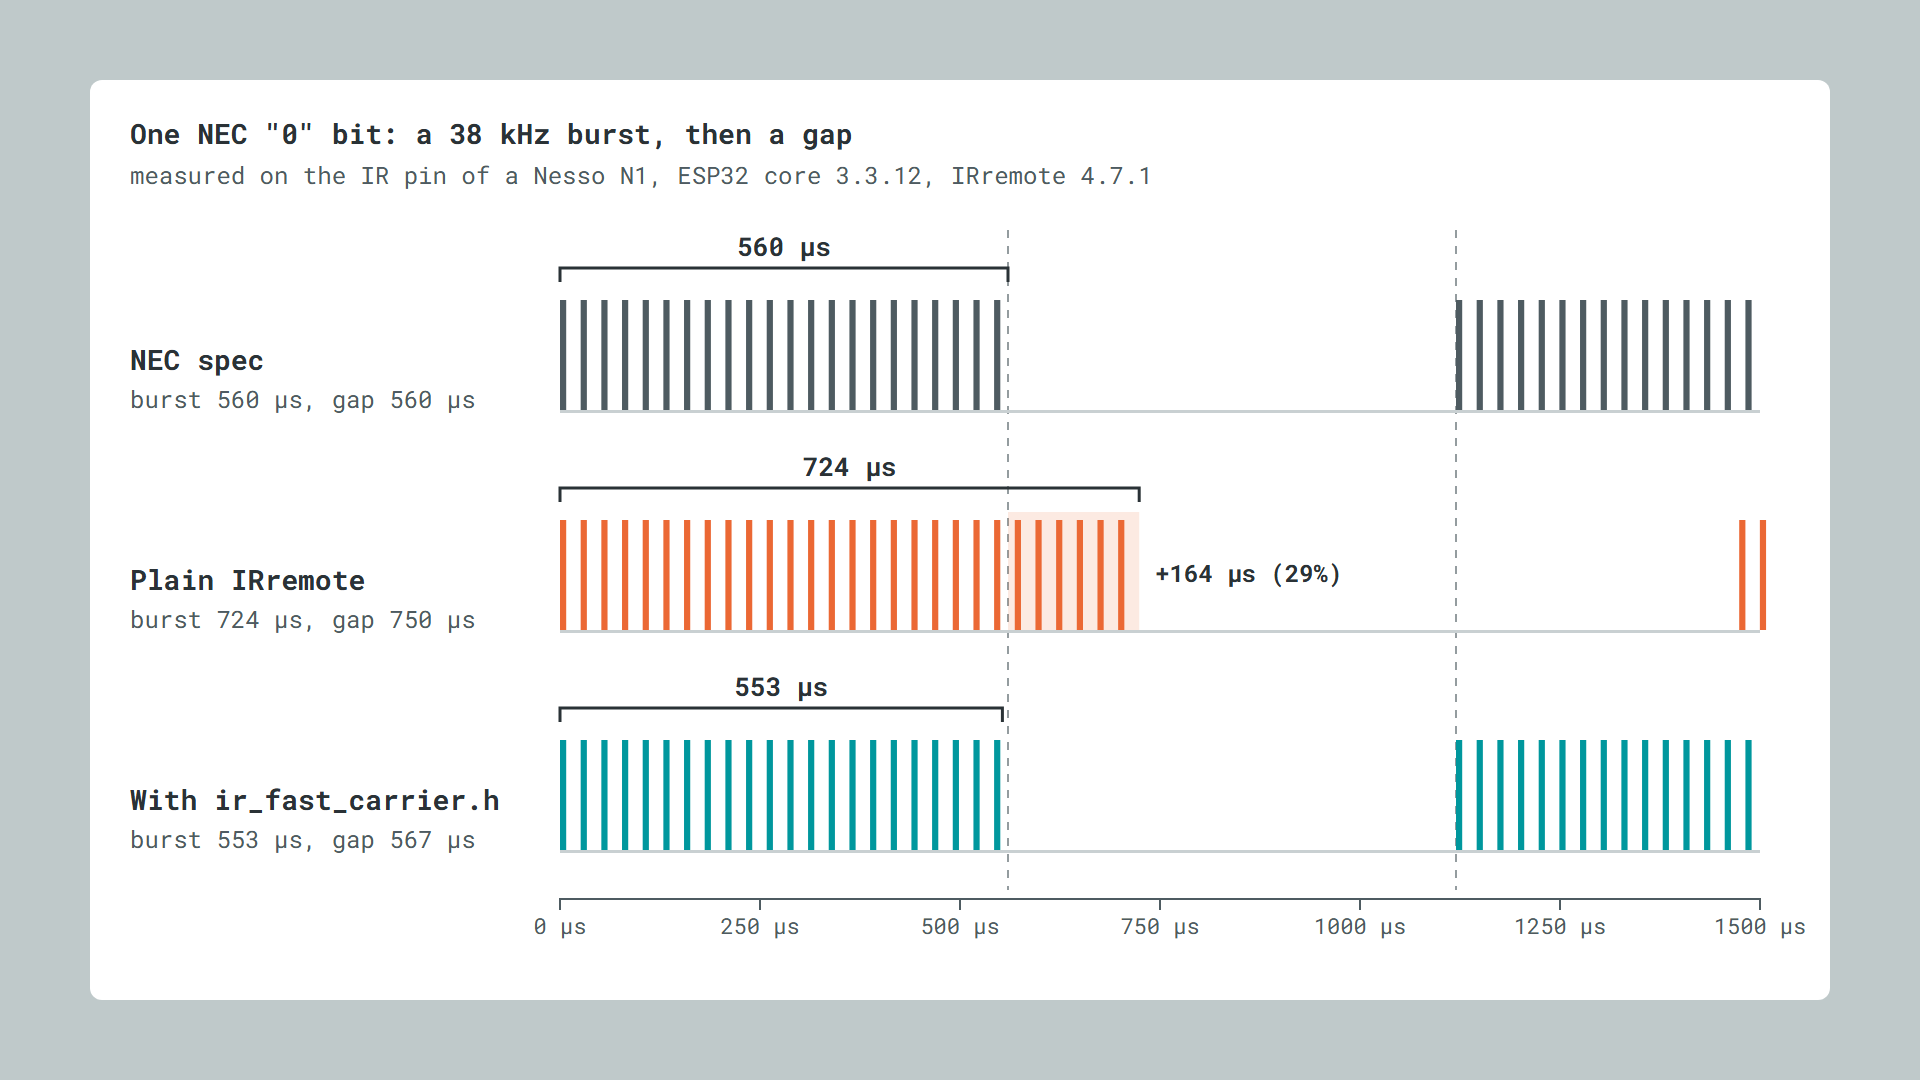 One NEC "0" bit: a 38 kHz burst, then a gap
measured on the IR pin of a Nesso N1, ESP32 core 3.3.12, IRremote 4.7.1
560 µs
NEC spec
burst 560 µs, gap 560 µs
724 µs
+164 µs (29%)
Plain IRremote
burst 724 µs, gap 750 µs
553 µs
With ir_fast_carrier.h
burst 553 µs, gap 567 µs
0 µs 250 µs 500 µs 750 µs 1000 µs 1250 µs 1500 µs